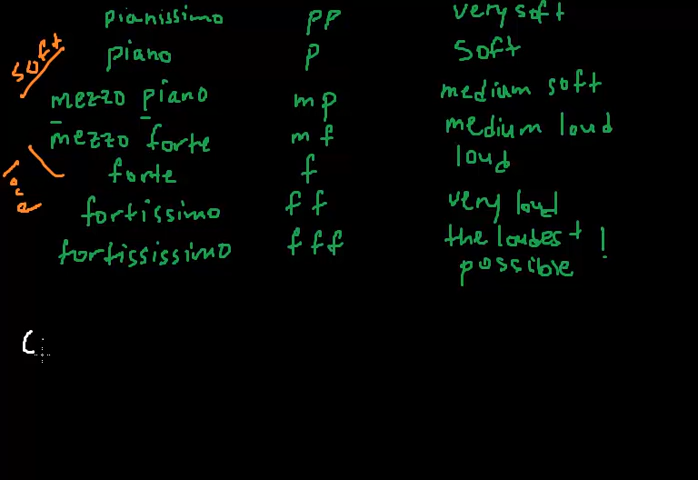 pianissimo pp very soft
soft
piano p soft
mezzo piano mp medium soft
mezzo forte mf medium loud
forte f loud
fortissimo ff very loud
fortississimo fff the loudest !
possible
C